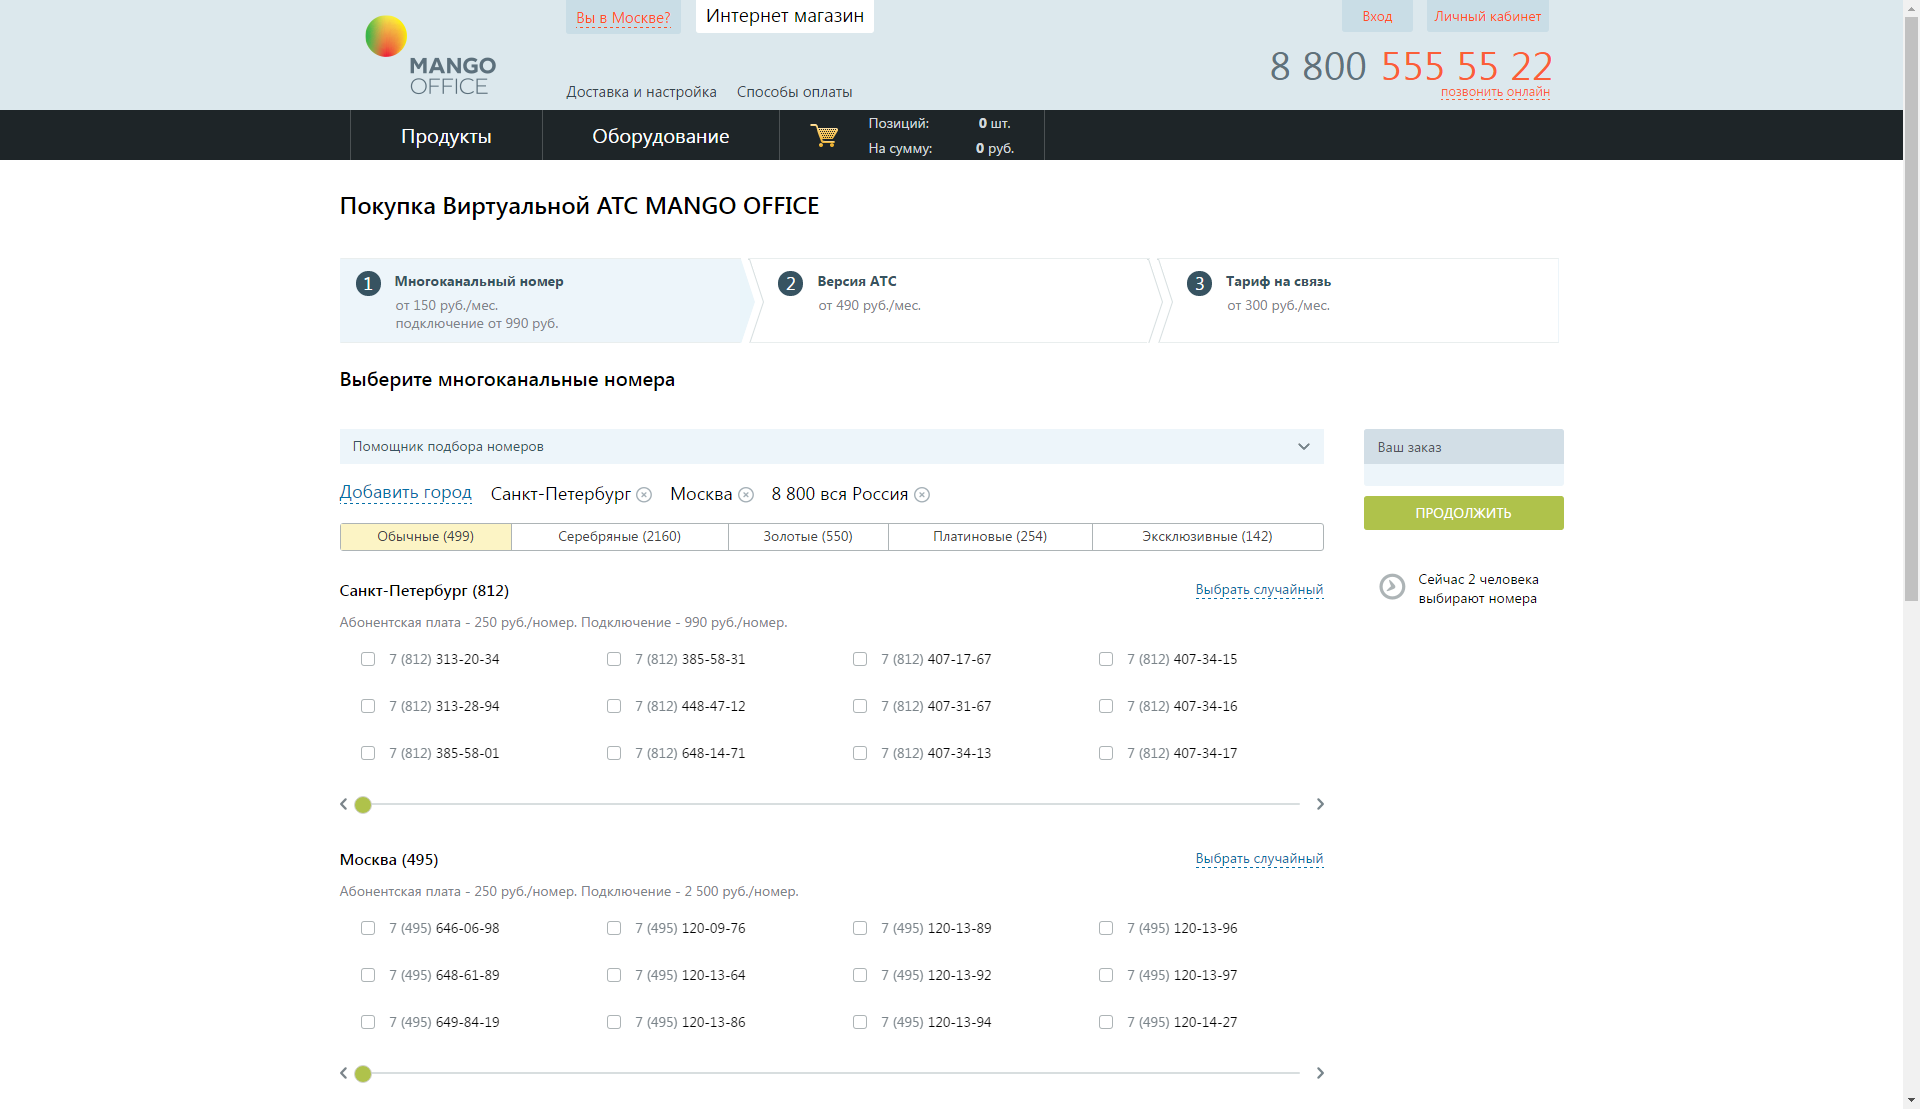 Вы в Москве?
Интернет магазин
Вход
Личный кабинет
MANGO
OFFICE
8 800 555 55 22
позвонить онлайн
Доставка и настройка
Способы оплаты
Продукты
Оборудование
Позиций: 0 шт.
На сумму: 0 руб.
Покупка Виртуальной АТС MANGO OFFICE
1 Многоканальный номер
от 150 руб./мес.
подключение от 990 руб.
2 Версия АТС
от 490 руб./мес.
3 Тариф на связь
от 300 руб./мес.
Выберите многоканальные номера
Помощник подбора номеров
Добавить город Санкт-Петербург Москва 8 800 вся Россия
Обычные (499) Серебряные (2160) Золотые (550) Платиновые (254) Эксклюзивные (142)
Ваш заказ
ПРОДОЛЖИТЬ
Сейчас 2 человека
выбирают номера
Санкт-Петербург (812) Выбрать случайный
Абонентская плата - 250 руб./номер. Подключение - 990 руб./номер.
7 (812) 313-20-34 7 (812) 385-58-31 7 (812) 407-17-67 7 (812) 407-34-15
7 (812) 313-28-94 7 (812) 448-47-12 7 (812) 407-31-67 7 (812) 407-34-16
7 (812) 385-58-01 7 (812) 648-14-71 7 (812) 407-34-13 7 (812) 407-34-17
Москва (495) Выбрать случайный
Абонентская плата - 250 руб./номер. Подключение - 2 500 руб./номер.
7 (495) 646-06-98 7 (495) 120-09-76 7 (495) 120-13-89 7 (495) 120-13-96
7 (495) 648-61-89 7 (495) 120-13-64 7 (495) 120-13-92 7 (495) 120-13-97
7 (495) 649-84-19 7 (495) 120-13-86 7 (495) 120-13-94 7 (495) 120-14-27